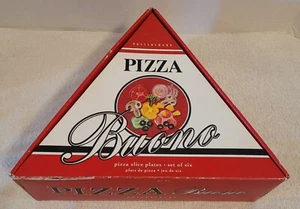 PIZZA
Buono
pizza slice plates • set of six
plats de pizza • jeu de six
PIZZA Buono